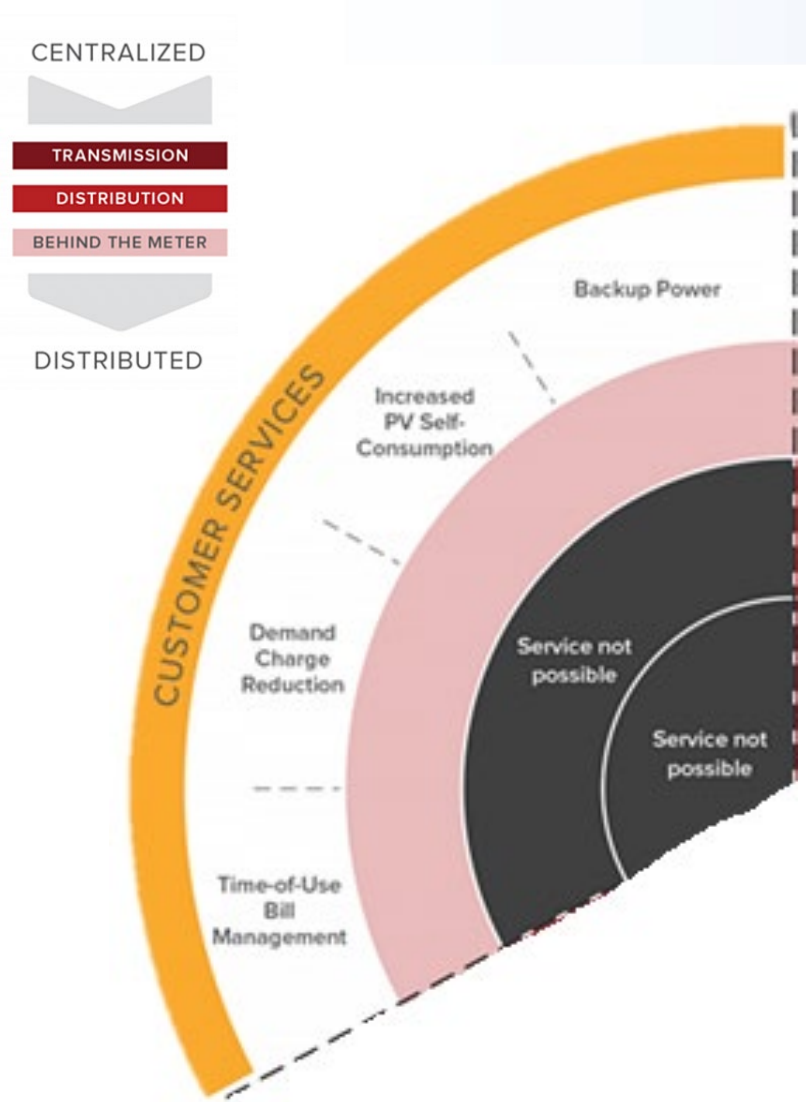 CENTRALIZED
TRANSMISSION
DISTRIBUTION
BEHIND THE METER
DISTRIBUTED
CUSTOMER SERVICES
Backup Power
Increased
PV Self-
Consumption
Demand
Charge
Reduction
Time-of-Use
Bill
Management
Service not
possible
Service not
possible